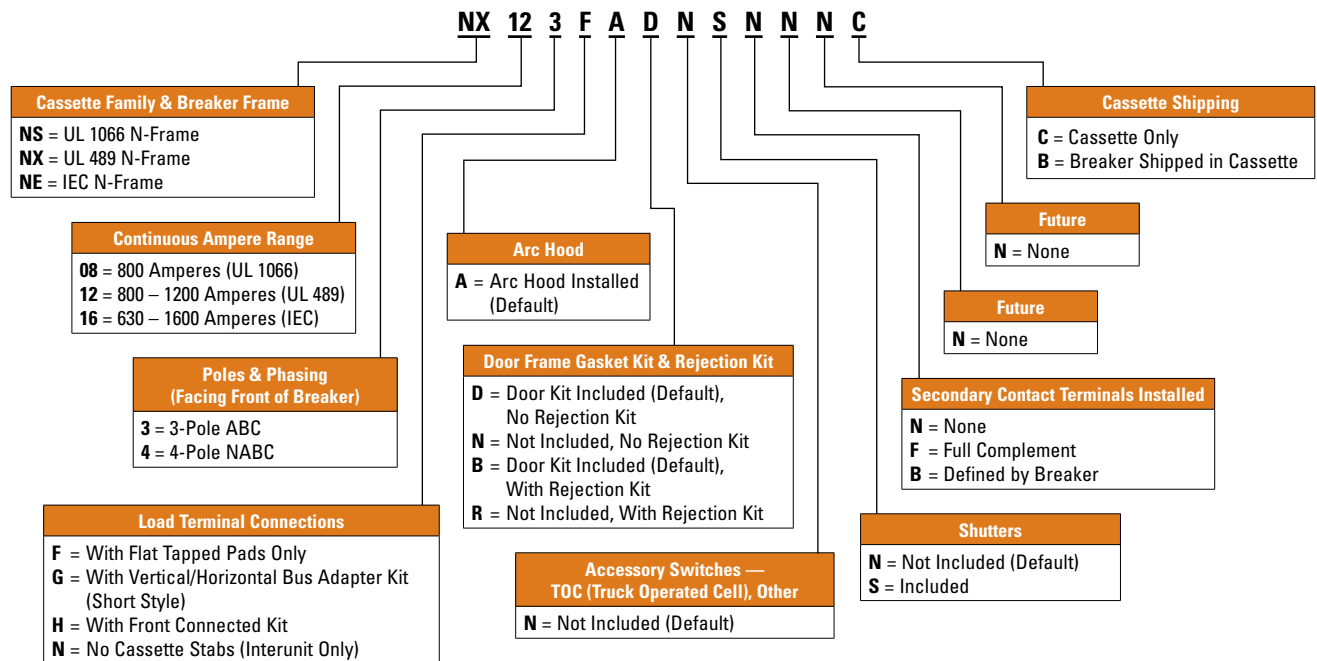 NX 12 3 F A D N S N N N C
Cassette Family & Breaker Frame
NS = UL 1066 N-Frame
NX = UL 489 N-Frame
NE = IEC N-Frame
Continuous Ampere Range
08 = 800 Amperes (UL 1066)
12 = 800 – 1200 Amperes (UL 489)
16 = 630 – 1600 Amperes (IEC)
Poles & Phasing
(Facing Front of Breaker)
3 = 3-Pole ABC
4 = 4-Pole NABC
Load Terminal Connections
F = With Flat Tapped Pads Only
G = With Vertical/Horizontal Bus Adapter Kit
(Short Style)
H = With Front Connected Kit
N = No Cassette Stabs (Interunit Only)
Arc Hood
A = Arc Hood Installed
(Default)
Door Frame Gasket Kit & Rejection Kit
D = Door Kit Included (Default),
No Rejection Kit
N = Not Included, No Rejection Kit
B = Door Kit Included (Default),
With Rejection Kit
R = Not Included, With Rejection Kit
Accessory Switches —
TOC (Truck Operated Cell), Other
N = Not Included (Default)
Shutters
N = Not Included (Default)
S = Included
Secondary Contact Terminals Installed
N = None
F = Full Complement
B = Defined by Breaker
Future
N = None
Future
N = None
Cassette Shipping
C = Cassette Only
B = Breaker Shipped in Cassette